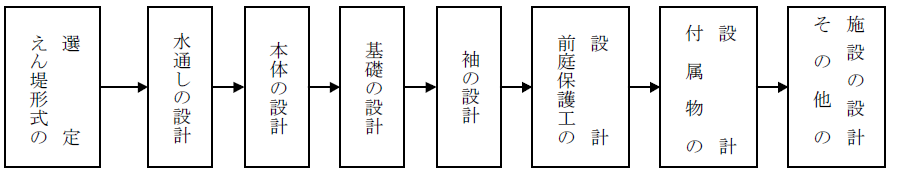 えん堤形式の
選定
水通しの設計
本体の設計
基礎の設計
袖の設計
前庭保護工の
設計
付属物の
設計
その他の
施設の設計